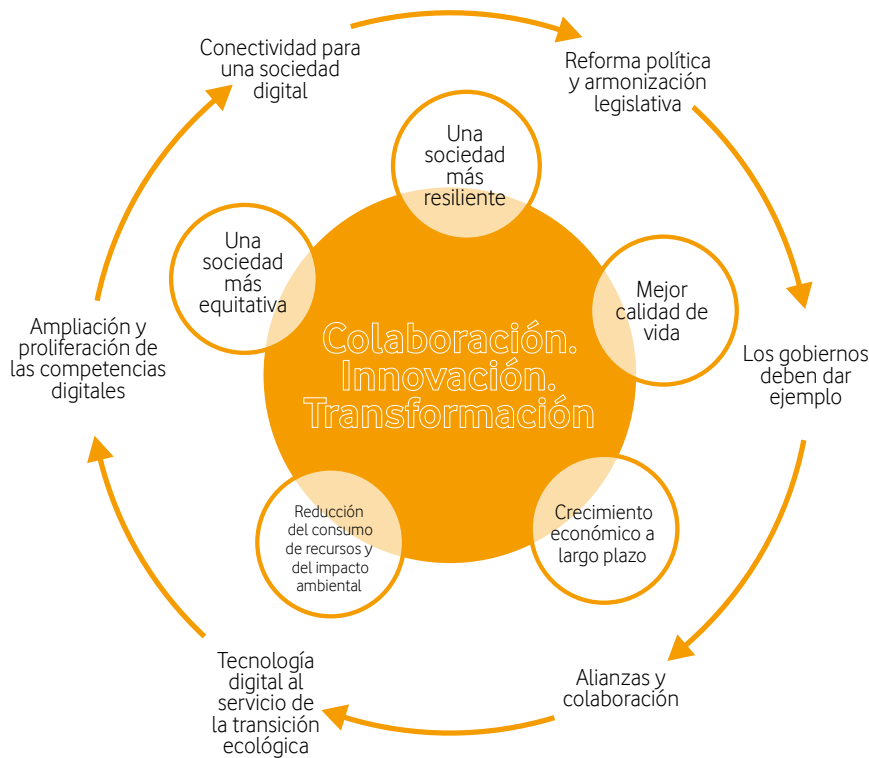 Conectividad para
una sociedad
digital
Reforma política
y armonización
legislativa
Una
sociedad
más
resiliente
Una
sociedad
más
equitativa
Mejor
calidad de
vida
Ampliación y
proliferación de
las competencias
digitales
Colaboración.
Innovación.
Transformación
Los gobiernos
deben dar
ejemplo
Reducción
del consumo
de recursos y
del impacto
ambiental
Crecimiento
económico a
largo plazo
Tecnología
digital al
servicio de
la transición
ecológica
Alianzas y
colaboración